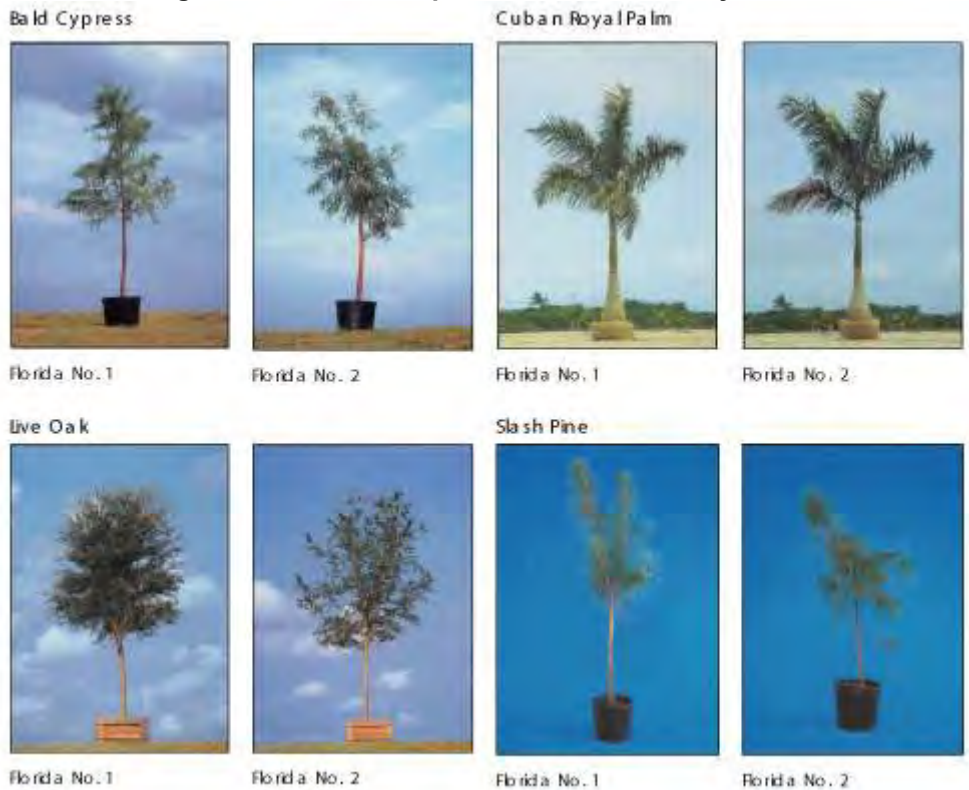 Bald Cypress
Cuban Royal Palm
Florida No. 1
Florida No. 2
Florida No. 1
Florida No. 2
Live Oak
Slash Pine
Florida No. 1
Florida No. 2
Florida No. 1
Florida No. 2